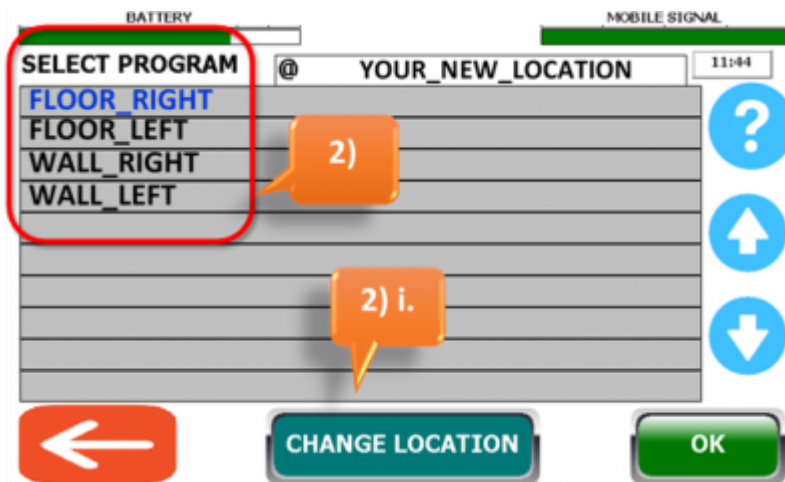 BATTERY
MOBILE SIGNAL
SELECT PROGRAM
@ YOUR_NEW_LOCATION
11:44
FLOOR_RIGHT
FLOOR_LEFT
WALL_RIGHT
WALL_LEFT
2)
?
2) i.
CHANGE LOCATION
OK